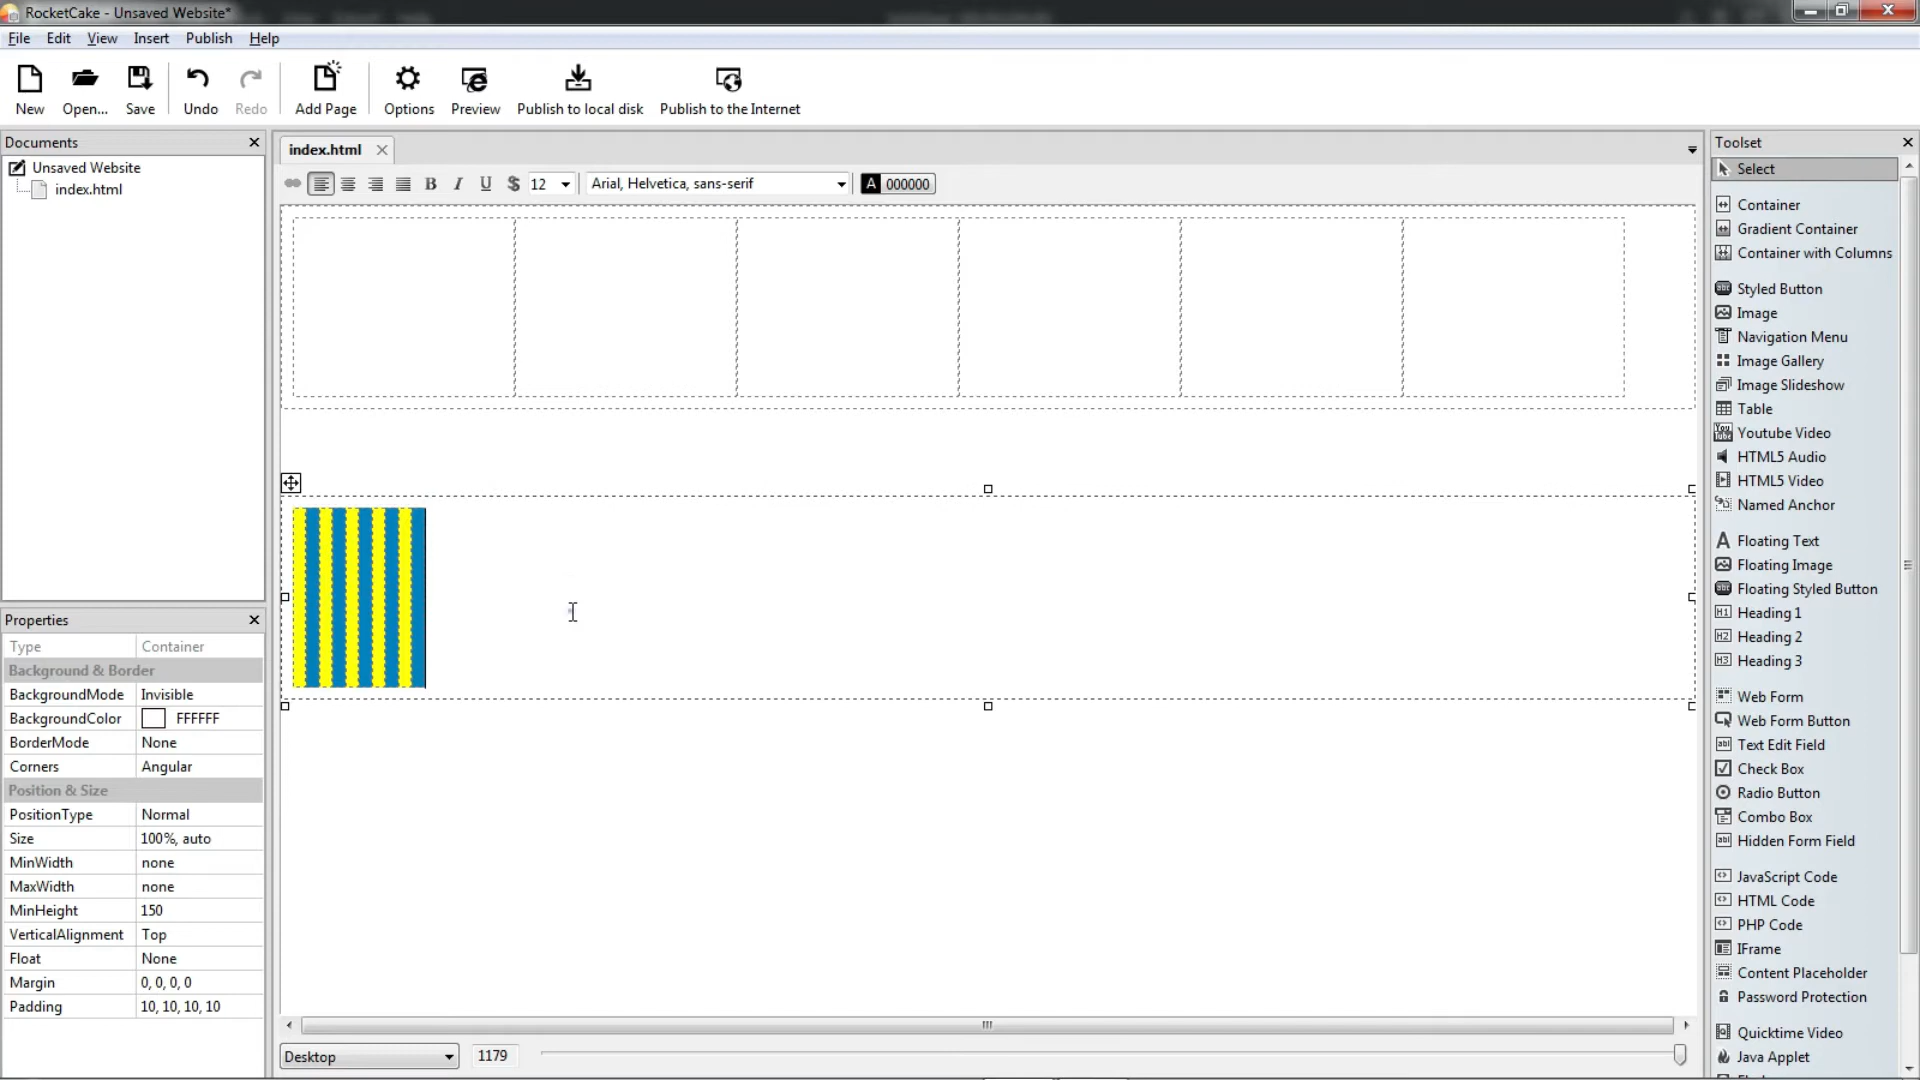 RocketCake - Unsaved Website*
File Edit View Insert Publish Help
New Open... Save Undo Redo Add Page Options Preview Publish to local disk Publish to the Internet
Documents
Unsaved Website
index.html
index.html
B I U $ 12 Arial, Helvetica, sans-serif A 000000
Properties
Type Container
Background & Border
BackgroundMode Invisible
BackgroundColor FFFFFF
BorderMode None
Corners Angular
Position & Size
PositionType Normal
Size 100%, auto
MinWidth none
MaxWidth none
MinHeight 150
VerticalAlignment Top
Float None
Margin 0, 0, 0, 0
Padding 10, 10, 10, 10
Desktop 1179
Toolset
Select
Container
Gradient Container
Container with Columns
Styled Button
Image
Navigation Menu
Image Gallery
Image Slideshow
Table
Youtube Video
HTML5 Audio
HTML5 Video
Named Anchor
Floating Text
Floating Image
Floating Styled Button
H1 Heading 1
H2 Heading 2
H3 Heading 3
Web Form
Web Form Button
Text Edit Field
Check Box
Radio Button
Combo Box
Hidden Form Field
JavaScript Code
HTML Code
PHP Code
IFrame
Content Placeholder
Password Protection
Quicktime Video
Java Applet